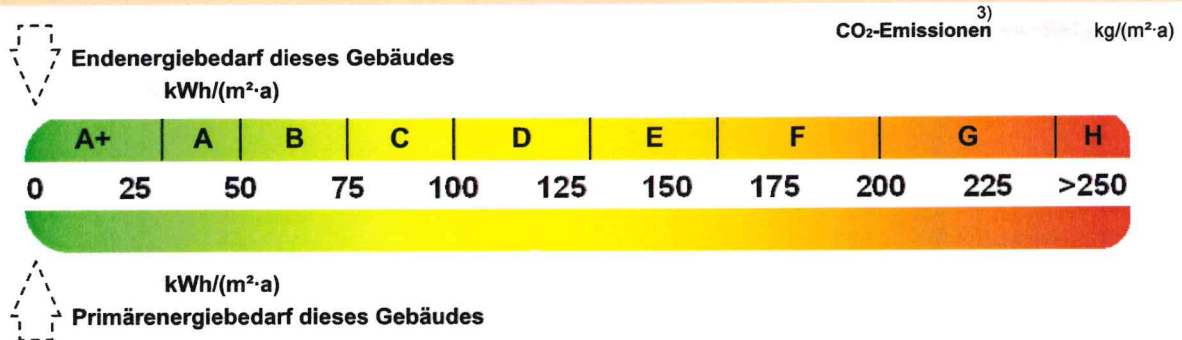 CO₂-Emissionen 3) kg/(m²·a)
Endenergiebedarf dieses Gebäudes
kWh/(m²·a)
A+ A B C D E F G H
0 25 50 75 100 125 150 175 200 225 >250
kWh/(m²·a)
Primärenergiebedarf dieses Gebäudes